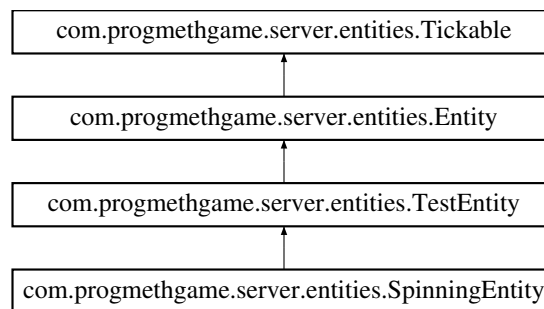 com.progmethgame.server.entities.Tickable
com.progmethgame.server.entities.Entity
com.progmethgame.server.entities.TestEntity
com.progmethgame.server.entities.SpinningEntity